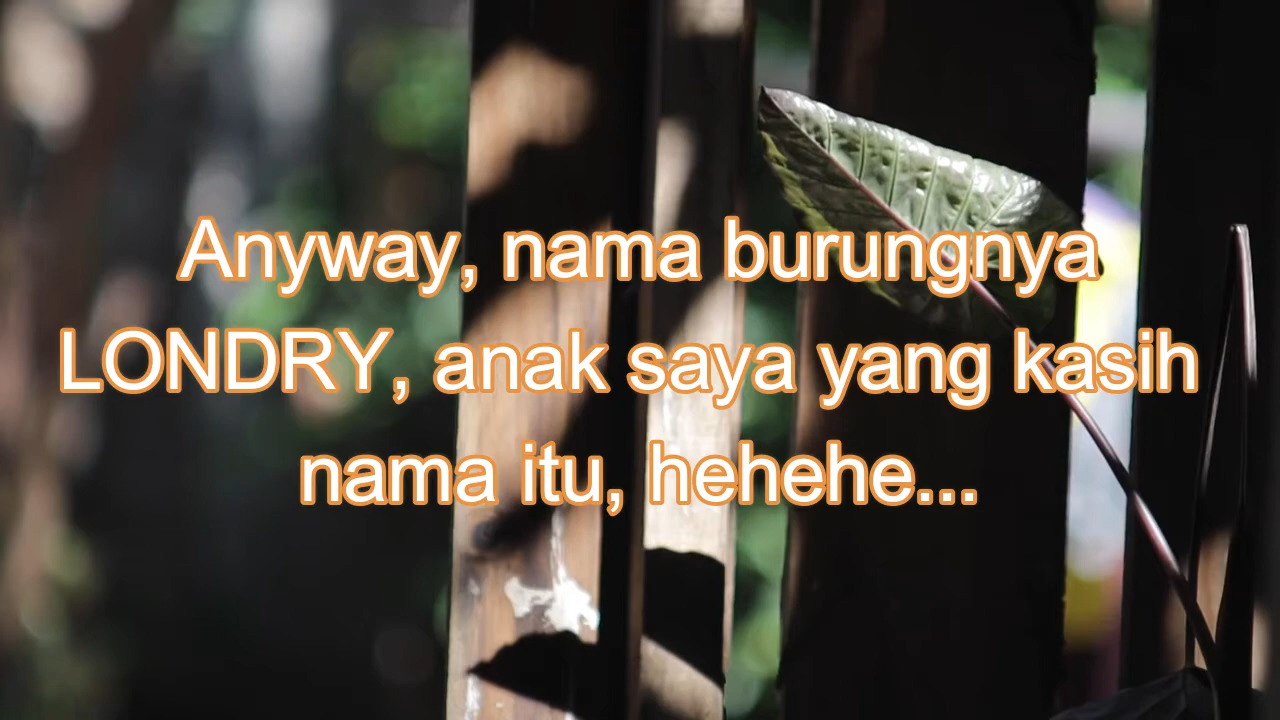 Anyway, nama burungnya
LONDRY, anak saya yang kasih
nama itu, hehehe...